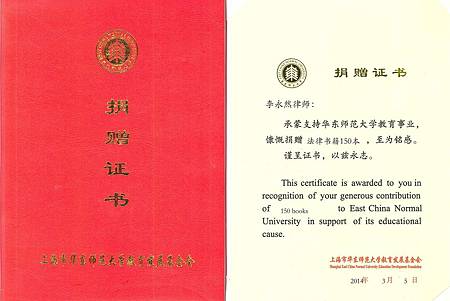 捐
赠
证
书
上海市华东师范大学教育发展基金会
捐赠证书
李永然律师：
承蒙支持华东师范大学教育事业，
慷慨捐赠 法律书籍150本 ，至为铭感。
谨呈证书，以兹永志。
This certificate is awarded to you in
recognition of your generous contribution
of 150 books to East China Normal
University in support of its educational
cause.
上海市华东师范大学教育发展基金会
Shanghai East China Normal University Education Development Foundation
2014年 3月 5日